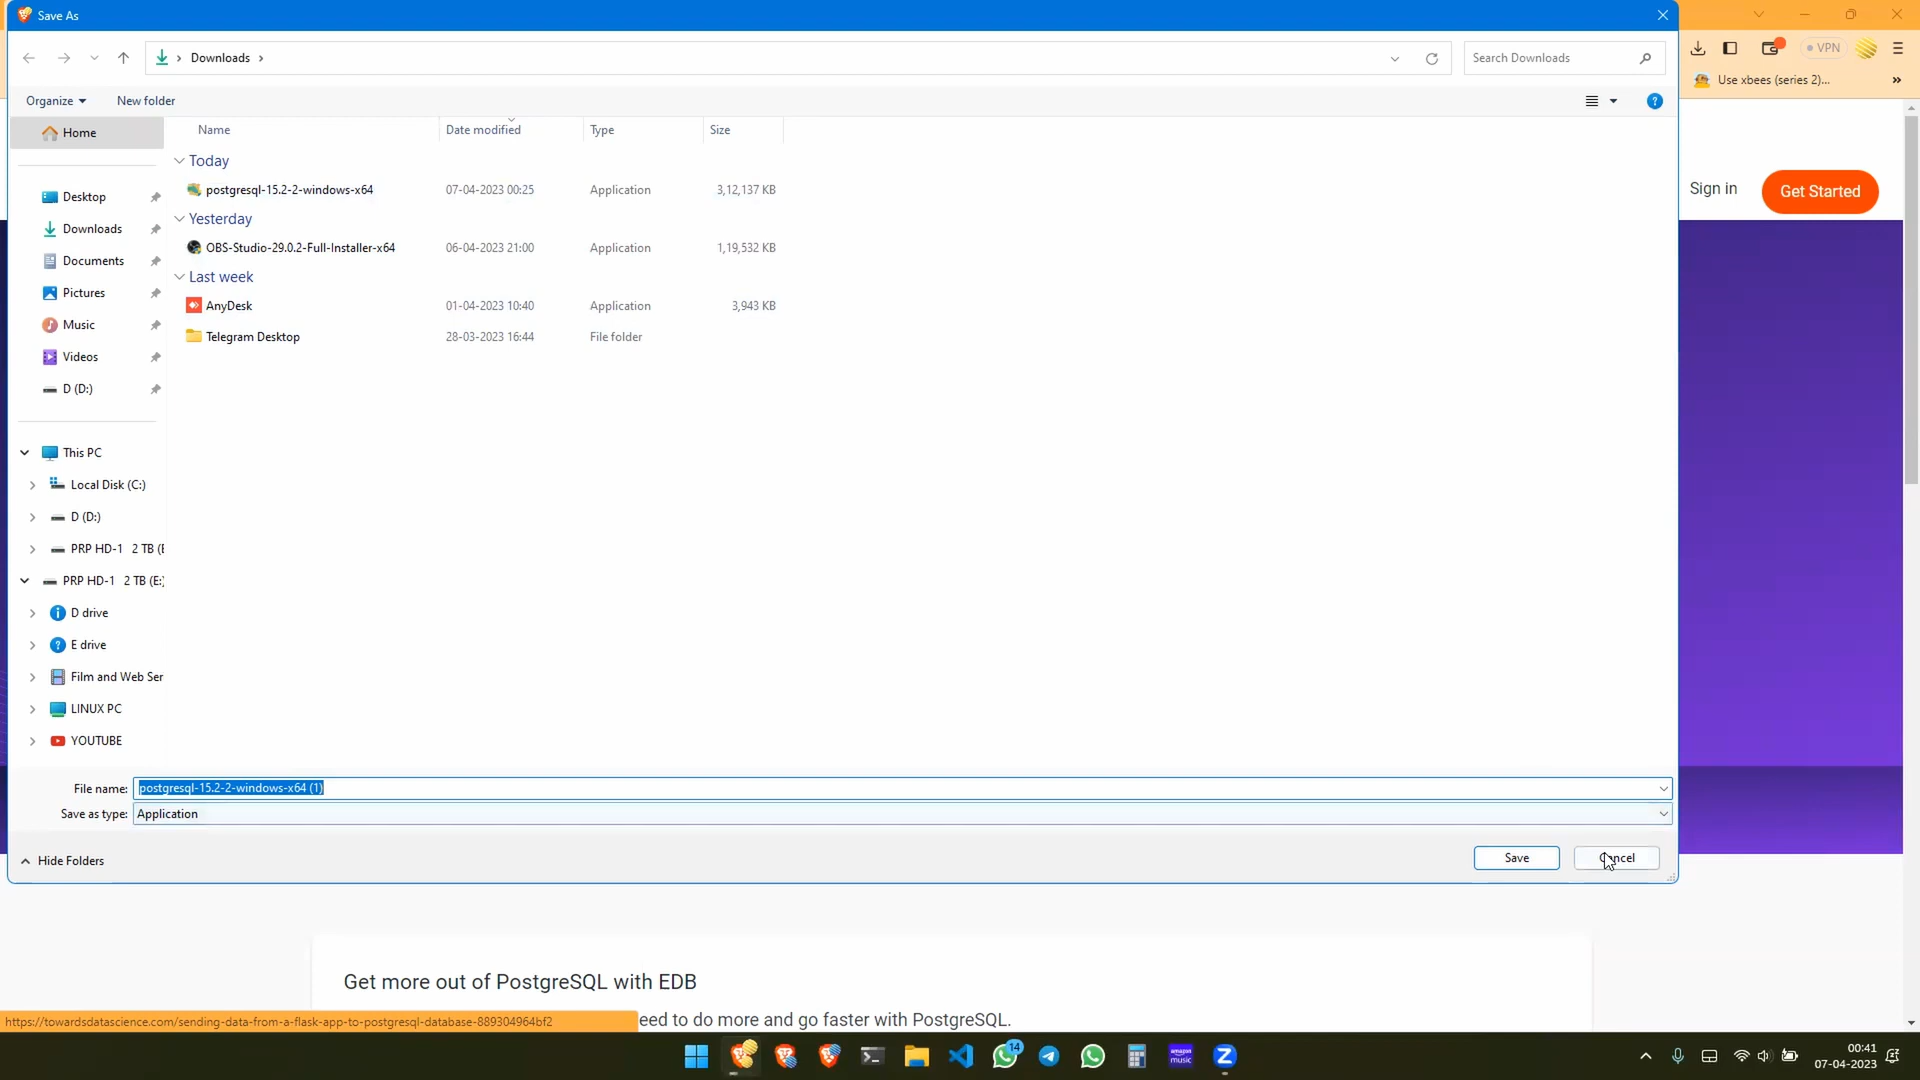 Save As
Downloads
Search Downloads
VPN
Use xbees (series 2)...
Organize
New folder
Home
Name
Date modified
Type
Size
Today
postgresql-15.2-2-windows-x64
07-04-2023 00:25
Application
3,12,137 KB
Sign in
Get Started
Desktop
Yesterday
Downloads
OBS-Studio-29.0.2-Full-Installer-x64
06-04-2023 21:00
Application
1,19,532 KB
Documents
Last week
Pictures
AnyDesk
01-04-2023 10:40
Application
3,943 KB
Music
Telegram Desktop
28-03-2023 16:44
File folder
Videos
D (D:)
This PC
Local Disk (C:)
D (D:)
PRP HD-1 2 TB (E
PRP HD-1 2 TB (E:)
D drive
E drive
Film and Web Ser
LINUX PC
YOUTUBE
File name:
postgresql-15.2-2-windows-x64 (1)
Save as type:
Application
Hide Folders
Save
Cancel
Get more out of PostgreSQL with EDB
https://towardsdatascience.com/sending-data-from-a-flask-app-to-postgresql-database-889304964bf2
eed to do more and go faster with PostgreSQL.
14
amazon
music
Z
00:41
07-04-2023